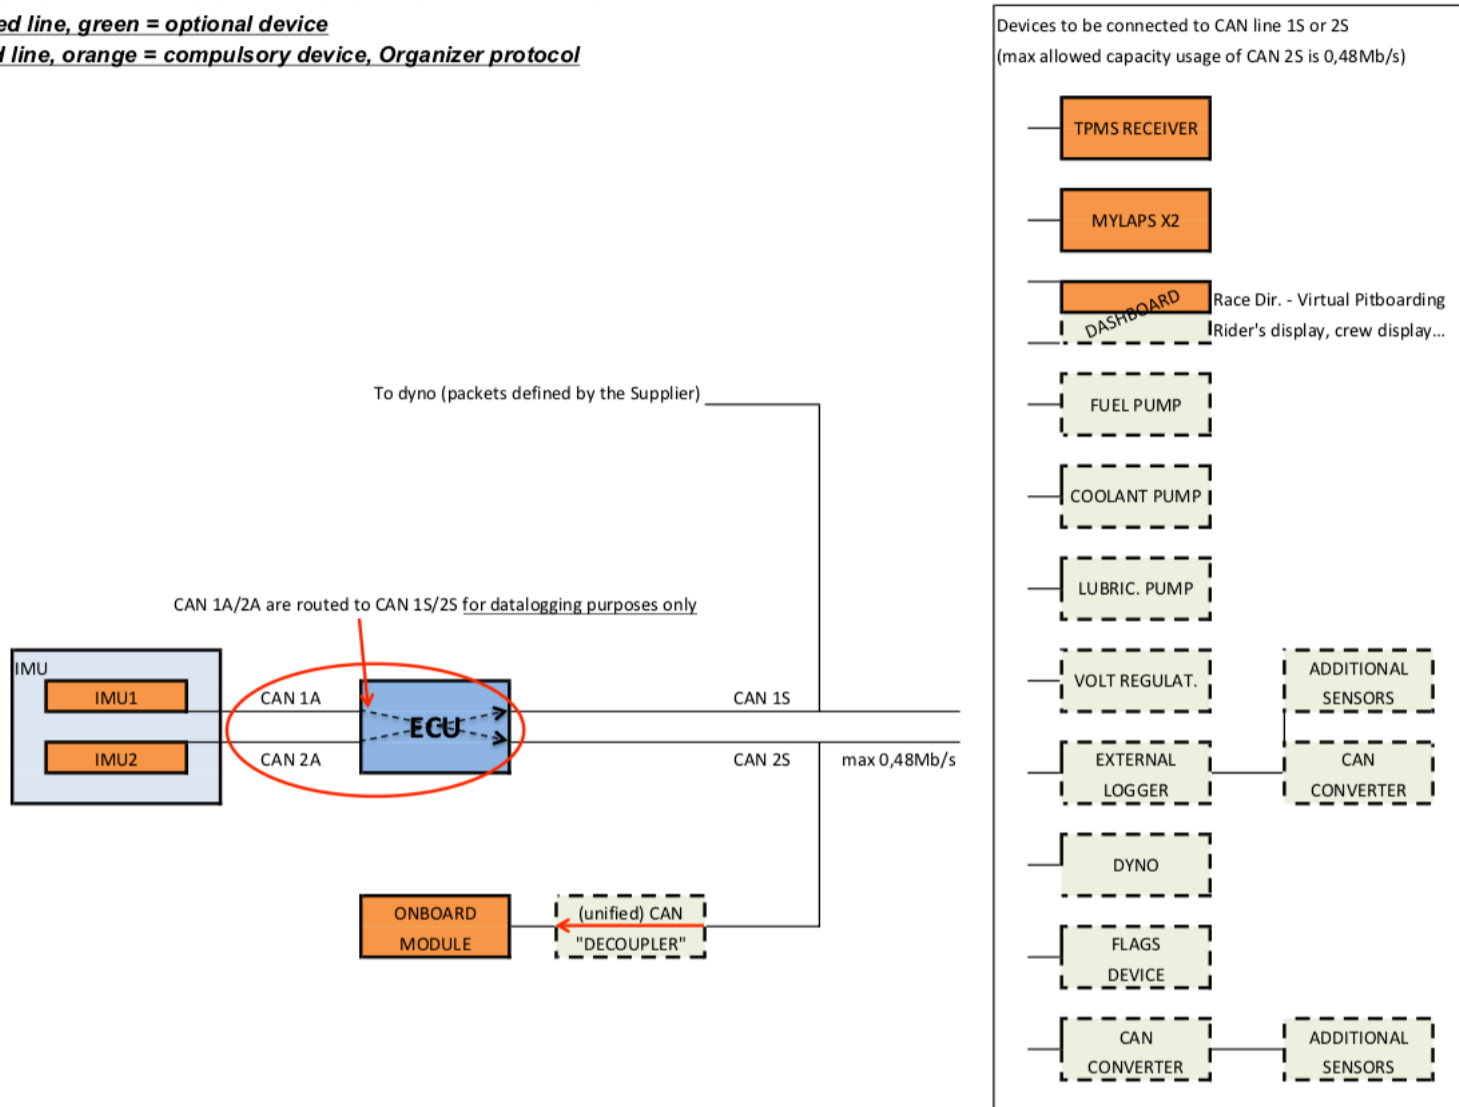 ed line, green = optional device
d line, orange = compulsory device, Organizer protocol
Devices to be connected to CAN line 1S or 2S
(max allowed capacity usage of CAN 2S is 0,48Mb/s)
TPMS RECEIVER
MYLAPS X2
DASHBOARD
Race Dir. - Virtual Pitboarding
Rider's display, crew display...
To dyno (packets defined by the Supplier)
FUEL PUMP
COOLANT PUMP
LUBRIC. PUMP
CAN 1A/2A are routed to CAN 1S/2S for datalogging purposes only
IMU
IMU1
IMU2
CAN 1A
CAN 2A
ECU
CAN 1S
CAN 2S
max 0,48Mb/s
VOLT REGULAT.
ADDITIONAL
SENSORS
EXTERNAL
LOGGER
CAN
CONVERTER
DYNO
ONBOARD
MODULE
(unified) CAN
"DECOUPLER"
FLAGS
DEVICE
CAN
CONVERTER
ADDITIONAL
SENSORS